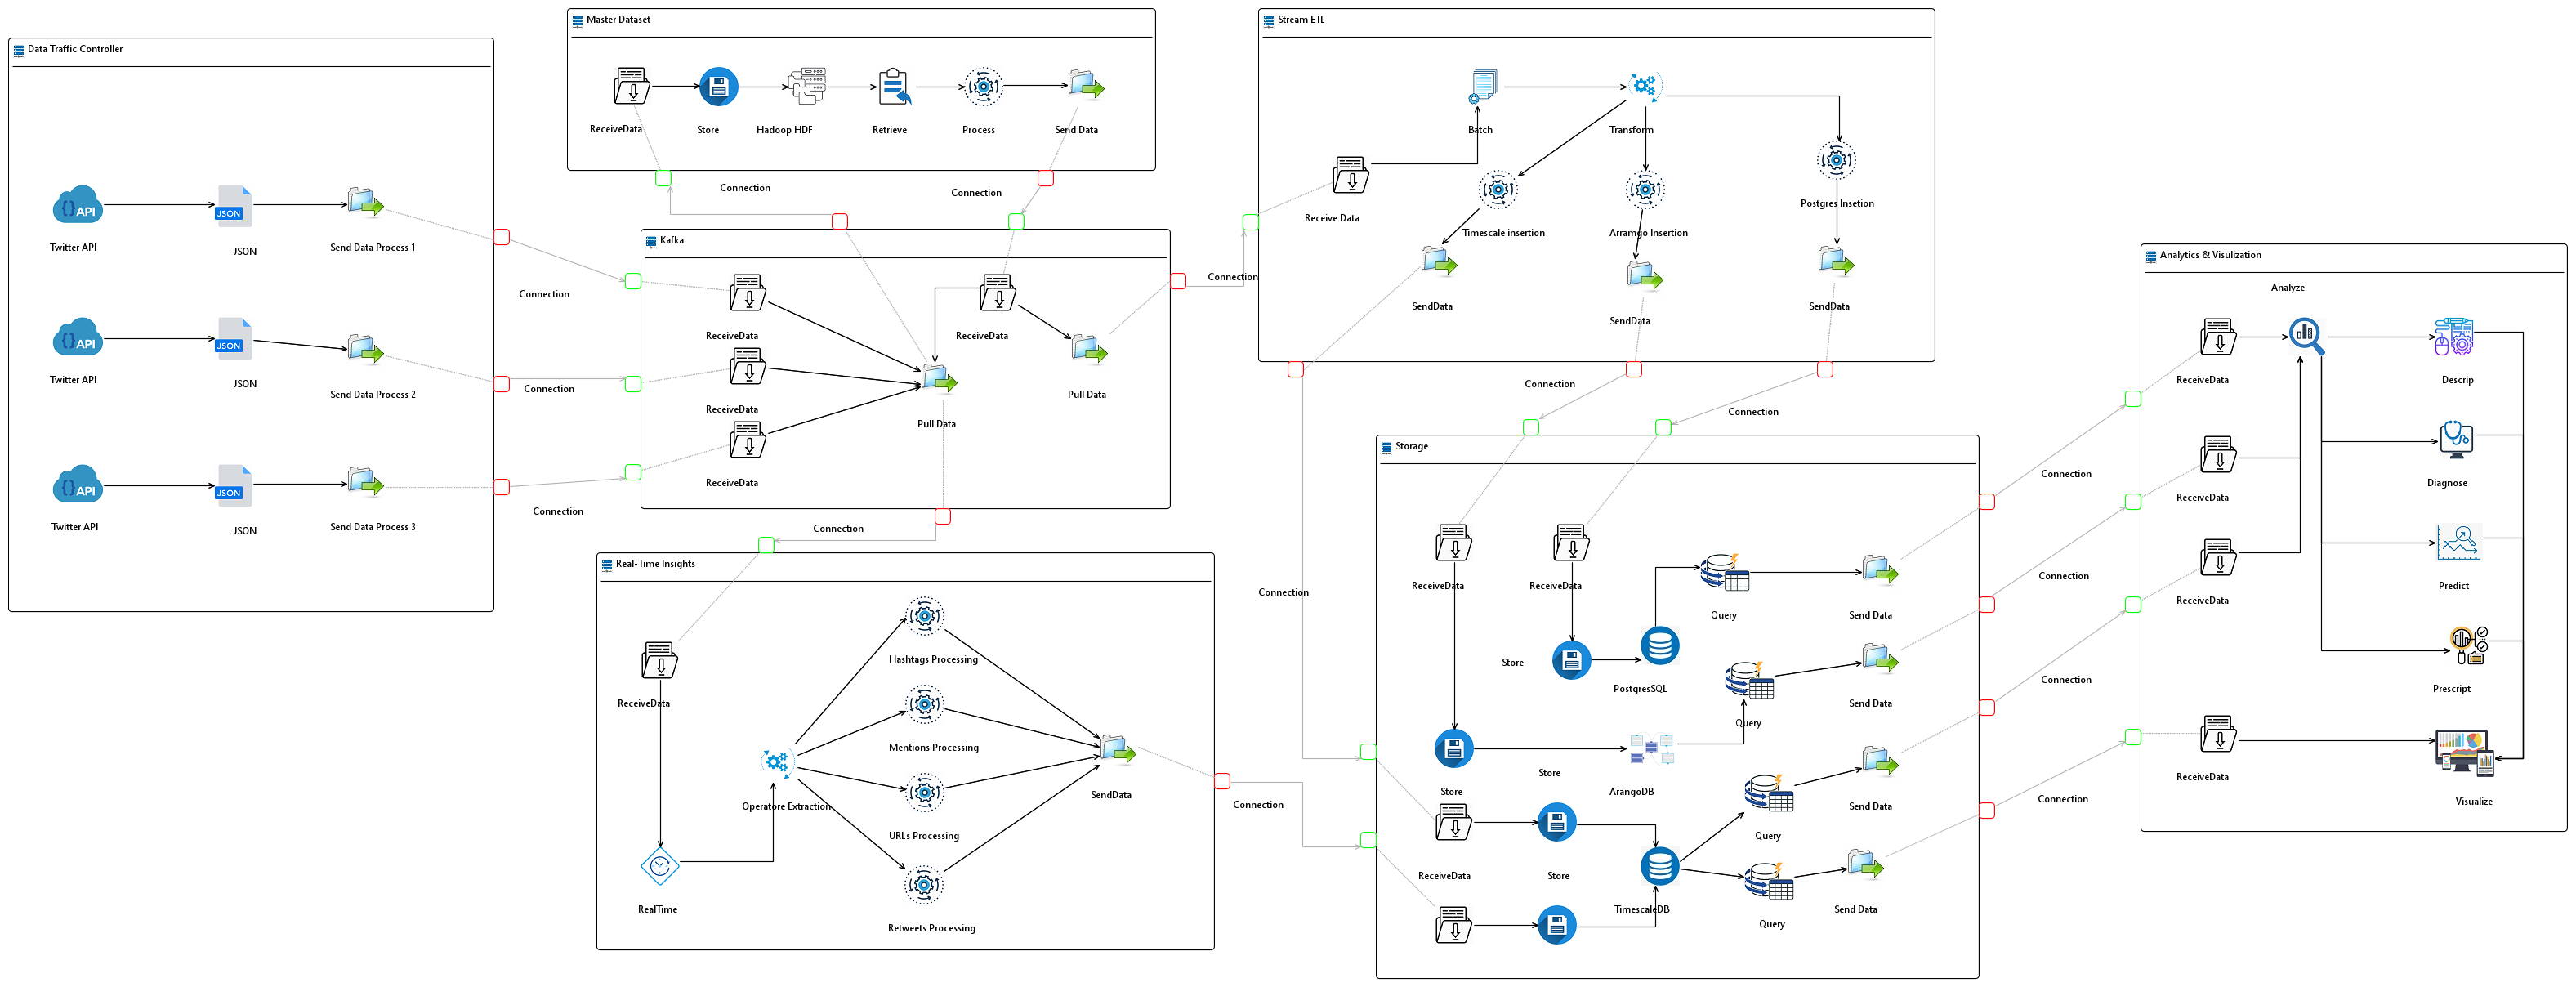 Data Traffic Controller
API
Twitter API
JSON
JSON
Send Data Process 1
API
Twitter API
JSON
JSON
Send Data Process 2
API
Twitter API
JSON
JSON
Send Data Process 3
Connection
Connection
Connection
Master Dataset
ReceiveData
Store
Hadoop HDF
Retrieve
Process
Send Data
Connection
Connection
Kafka
ReceiveData
ReceiveData
ReceiveData
ReceiveData
Pull Data
Pull Data
Connection
Connection
Real-Time Insights
ReceiveData
RealTime
Operatore Extraction
Hashtags Processing
Mentions Processing
URLs Processing
Retweets Processing
SendData
Connection
Stream ETL
Receive Data
Batch
Transform
Timescale insertion
Arramgo Insertion
Postgres Insetion
SendData
SendData
SendData
Connection
Connection
Connection
Storage
ReceiveData
ReceiveData
Query
Send Data
Store
PostgresSQL
Query
Send Data
Store
Store
ArangoDB
Query
Send Data
ReceiveData
Store
TimescaleDB
Query
Send Data
Connection
Connection
Connection
Connection
Analytics & Visulization
Analyze
ReceiveData
Descrip
ReceiveData
Diagnose
ReceiveData
Predict
Prescript
ReceiveData
Visualize